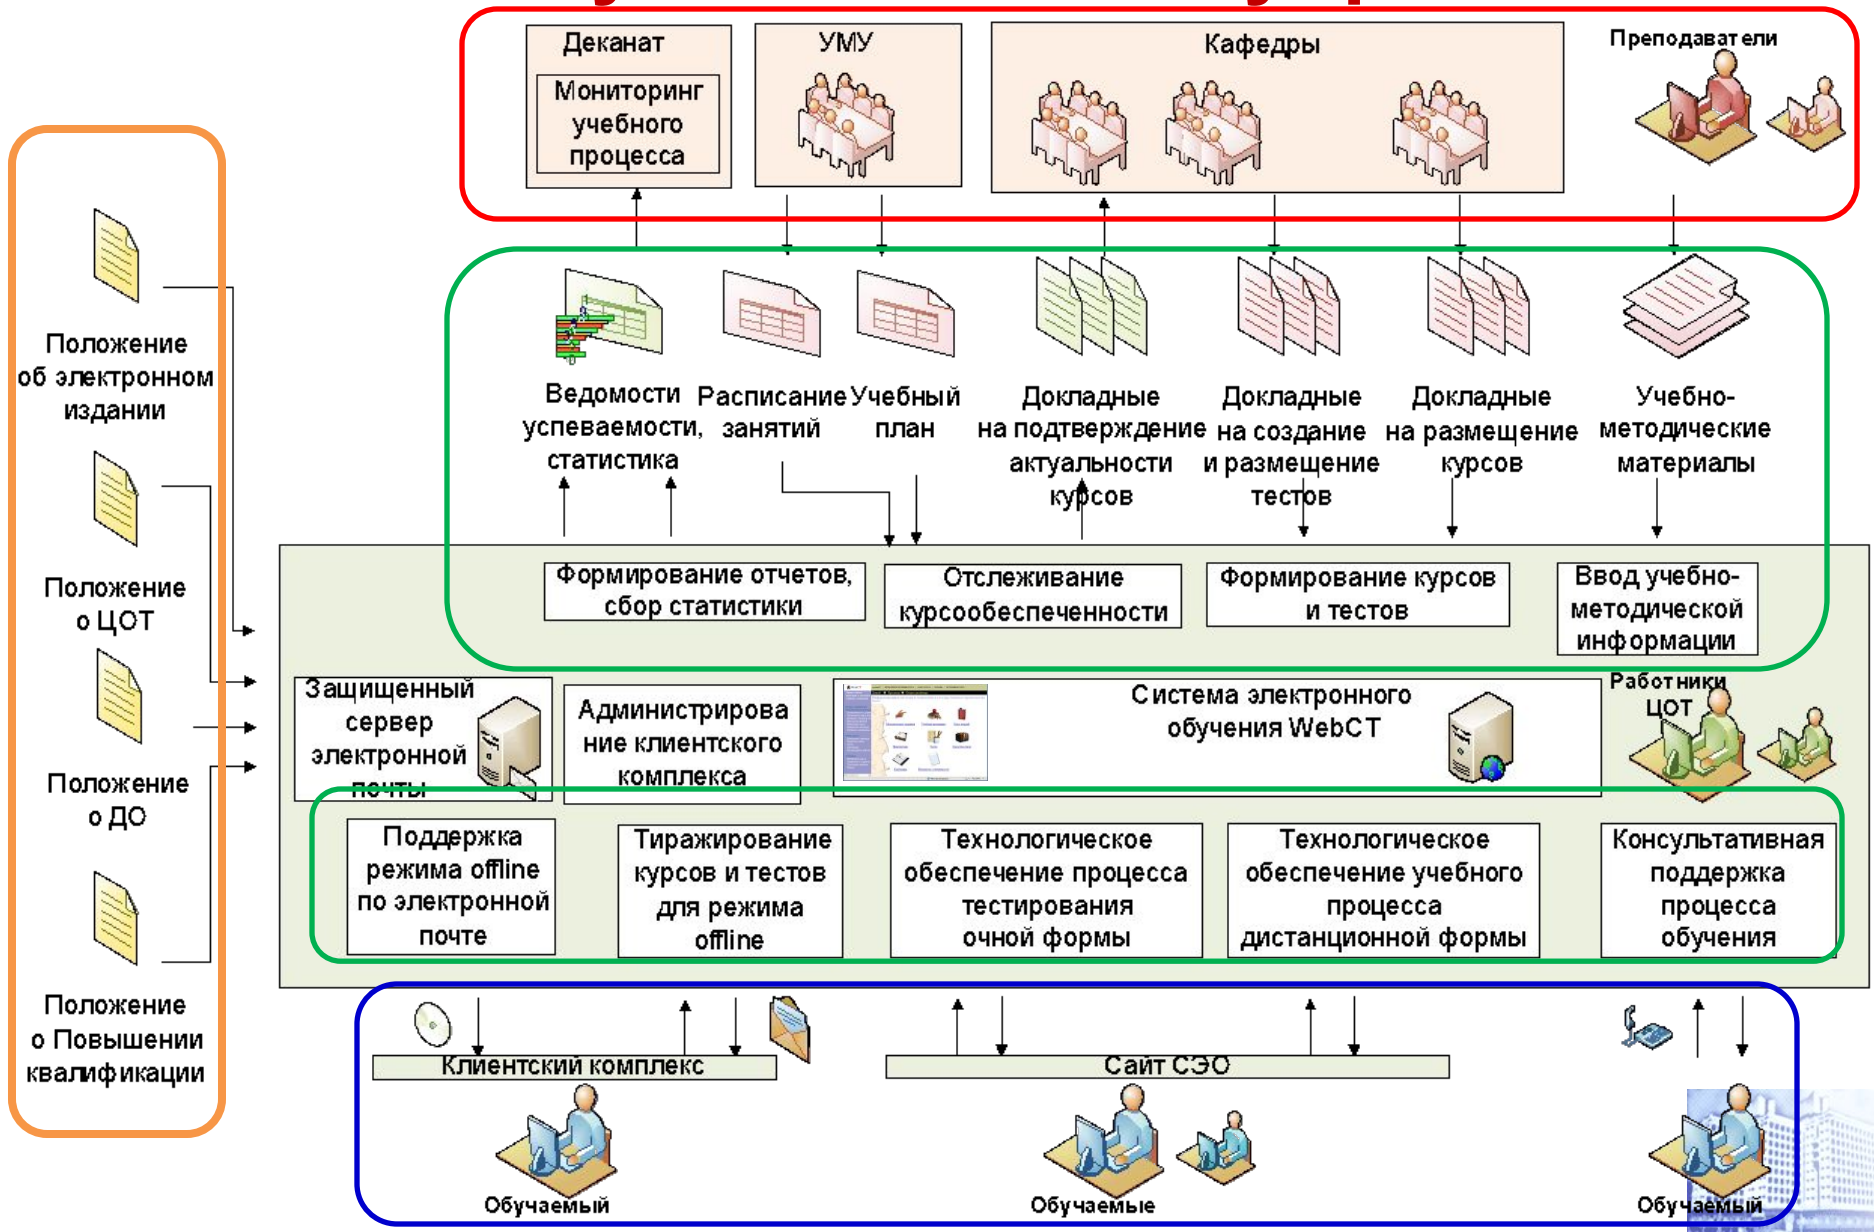 Деканат
Мониторинг
учебного
процесса
УМУ
Кафедры
Преподаватели
Положение
об электронном
издании
Положение
о ЦОТ
Положение
о ДО
Положение
о Повышении
квалификации
Ведомости
успеваемости,
статистика
Расписание
занятий
Учебный
план
Докладные
на подтверждение
актуальности
курсов
Докладные
на создание
и размещение
тестов
Докладные
на размещение
курсов
Учебно-
методические
материалы
Формирование отчетов,
сбор статистики
Отслеживание
курсообеспеченности
Формирование курсов
и тестов
Ввод учебно-
методической
информации
Защищенный
сервер
электронной
почты
Администрирова
ние клиентского
комплекса
Система электронного
обучения WebCT
Работники
ЦОТ
Поддержка
режима offline
по электронной
почте
Тиражирование
курсов и тестов
для режима
offline
Технологическое
обеспечение процесса
тестирования
очной формы
Технологическое
обеспечение учебного
процесса
дистанционной формы
Консультативная
поддержка
процесса
обучения
Клиентский комплекс
Сайт СЭО
Обучаемый
Обучаемые
Обучаемый